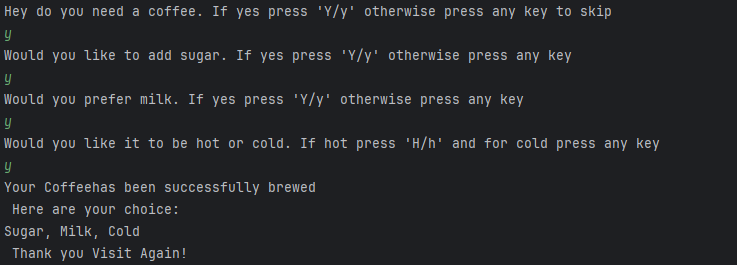 Hey do you need a coffee. If yes press 'Y/y' otherwise press any key to skip
y
Would you like to add sugar. If yes press 'Y/y' otherwise press any key
y
Would you prefer milk. If yes press 'Y/y' otherwise press any key
y
Would you like it to be hot or cold. If hot press 'H/h' and for cold press any key
y
Your Coffeehas been successfully brewed
 Here are your choice:
Sugar, Milk, Cold
 Thank you Visit Again!